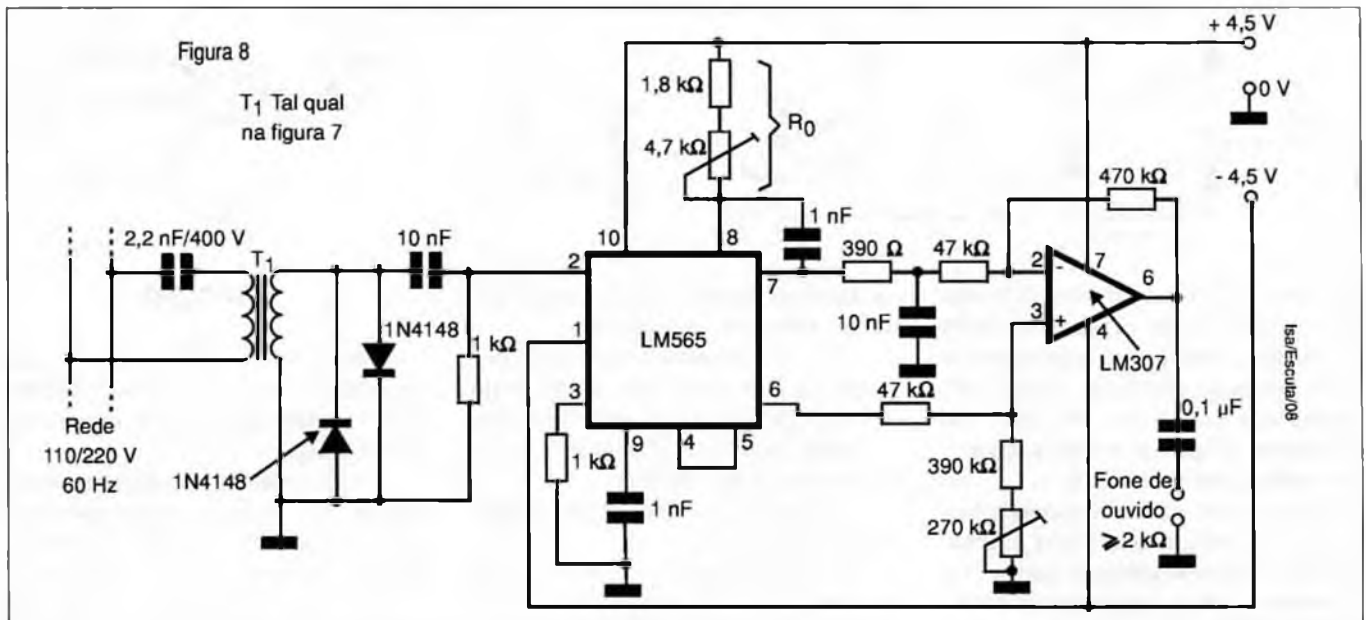 Figura 8
T1 Tal qual
na figura 7
+ 4,5 V
0 V
- 4,5 V
1,8 kΩ
4,7 kΩ
R0
1 nF
470 kΩ
2,2 nF/400 V
T1
10 nF
10
8
2
7
390 Ω
47 kΩ
2
-
7
6
3
+
4
LM307
1N4148
1 kΩ
1
LM565
10 nF
3
6
47 kΩ
9
4
5
1 kΩ
1 nF
390 kΩ
270 kΩ
0,1 µF
Rede
110/220 V
60 Hz
1N4148
Fone de
ouvido
⩾2 kΩ
Isa/Escuta/08